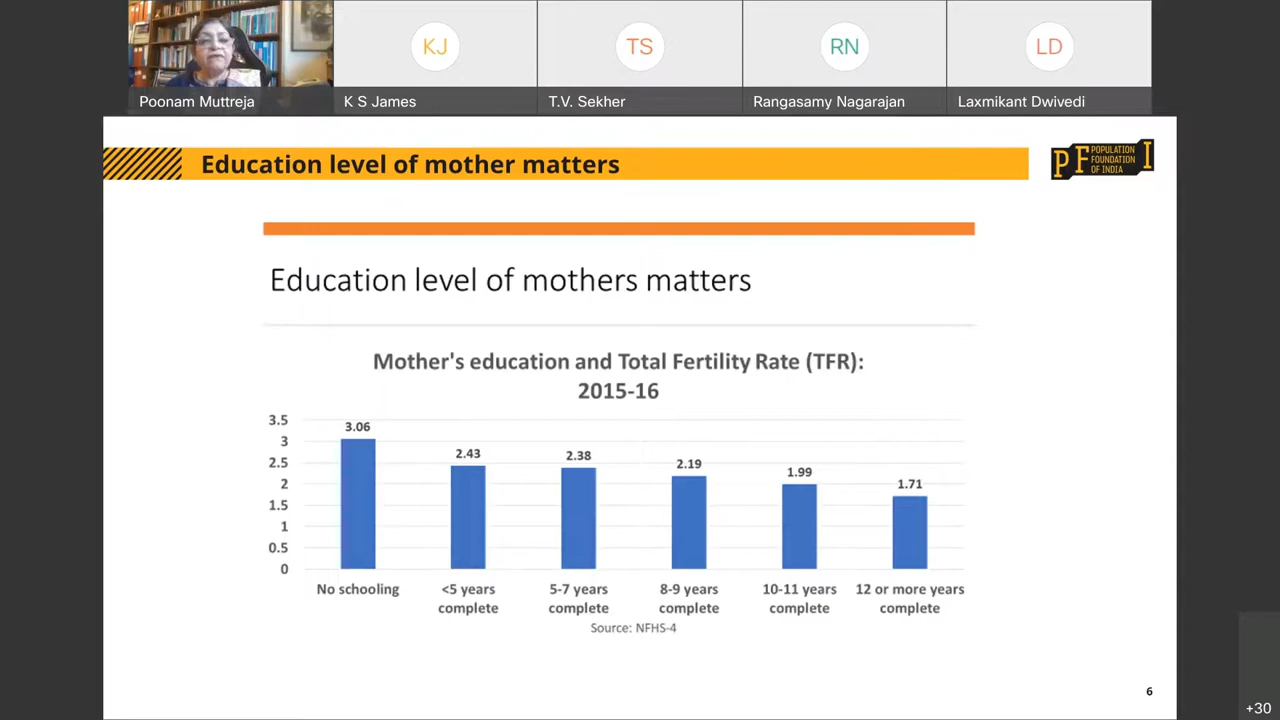 KJ
TS
RN
LD
Poonam Muttreja
K S James
T.V. Sekher
Rangasamy Nagarajan
Laxmikant Dwivedi
Education level of mother matters
P F I
POPULATION
FOUNDATION
OF INDIA
Education level of mothers matters
Mother's education and Total Fertility Rate (TFR):
2015-16
3.5
3
2.5
2
1.5
1
0.5
0
3.06
2.43
2.38
2.19
1.99
1.71
No schooling
<5 years
complete
5-7 years
complete
8-9 years
complete
10-11 years
complete
12 or more years
complete
Source: NFHS-4
6
+30